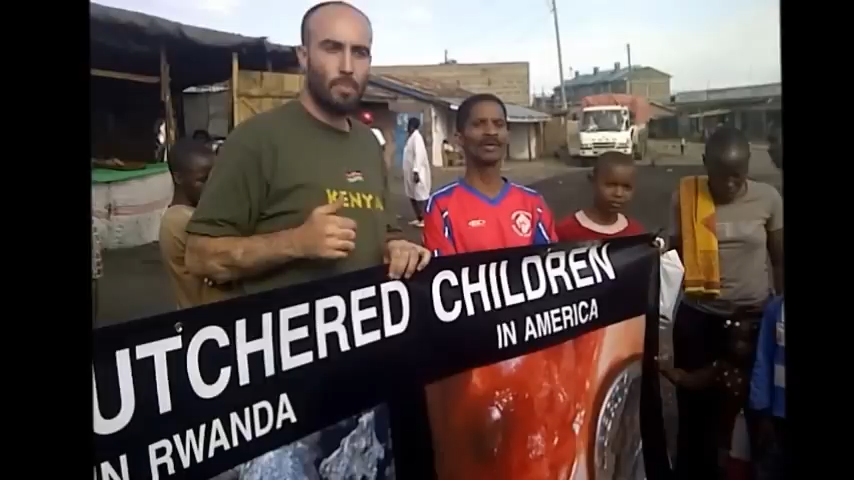 KENYA
UTCHERED CHILDREN
IN RWANDA
IN AMERICA